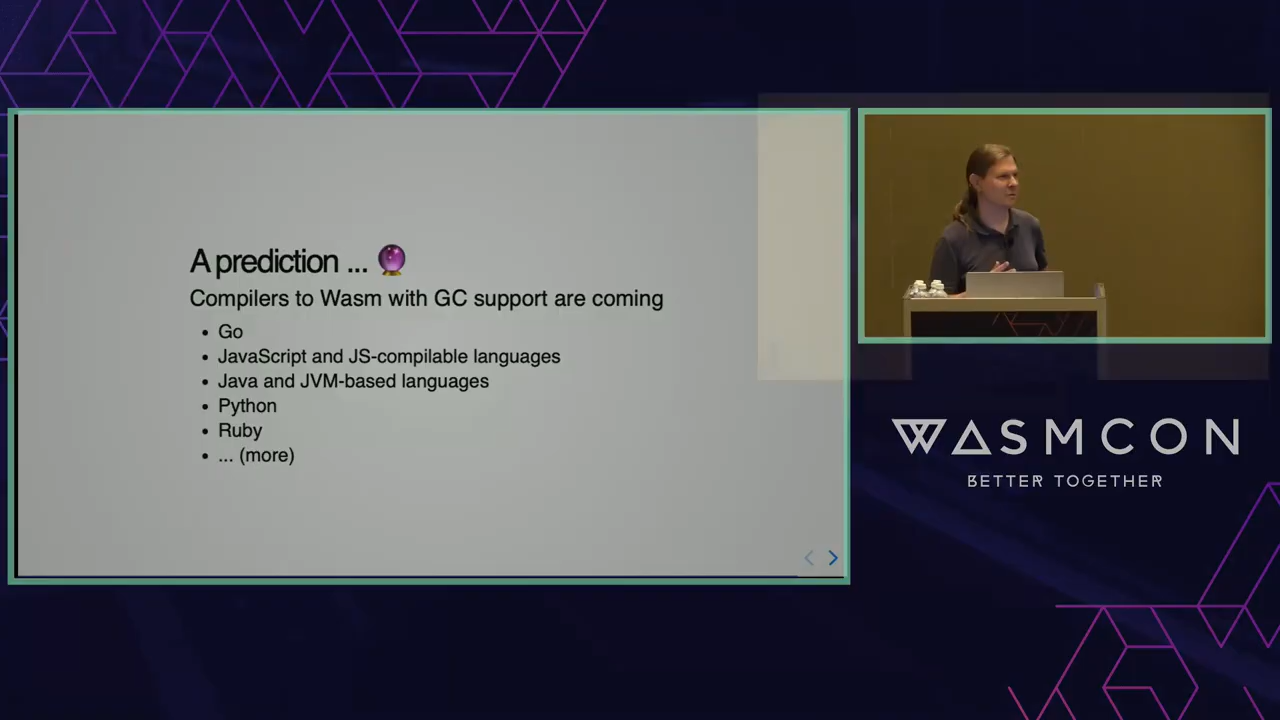 A prediction ... 🔮
Compilers to Wasm with GC support are coming
• Go
• JavaScript and JS-compilable languages
• Java and JVM-based languages
• Python
• Ruby
• ... (more)
WASMCON
BETTER TOGETHER